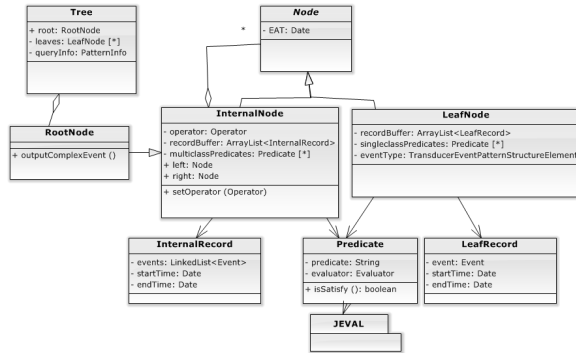 Tree
+ root: RootNode
- leaves: LeafNode [*]
- queryInfo: PatternInfo
Node
- EAT: Date
*
RootNode
+ outputComplexEvent ()
InternalNode
- operator: Operator
- recordBuffer: ArrayList<InternalRecord>
- multiclassPredicates: Predicate [*]
+ left: Node
+ right: Node
+ setOperator (Operator)
LeafNode
- recordBuffer: ArrayList<LeafRecord>
- singleclassPredicates: Predicate [*]
- eventType: TransducerEventPatternStructureElement
InternalRecord
- events: LinkedList<Event>
- startTime: Date
- endTime: Date
Predicate
- predicate: String
- evaluator: Evaluator
+ isSatisfy (): boolean
LeafRecord
- event: Event
- startTime: Date
- endTime: Date
JEVAL